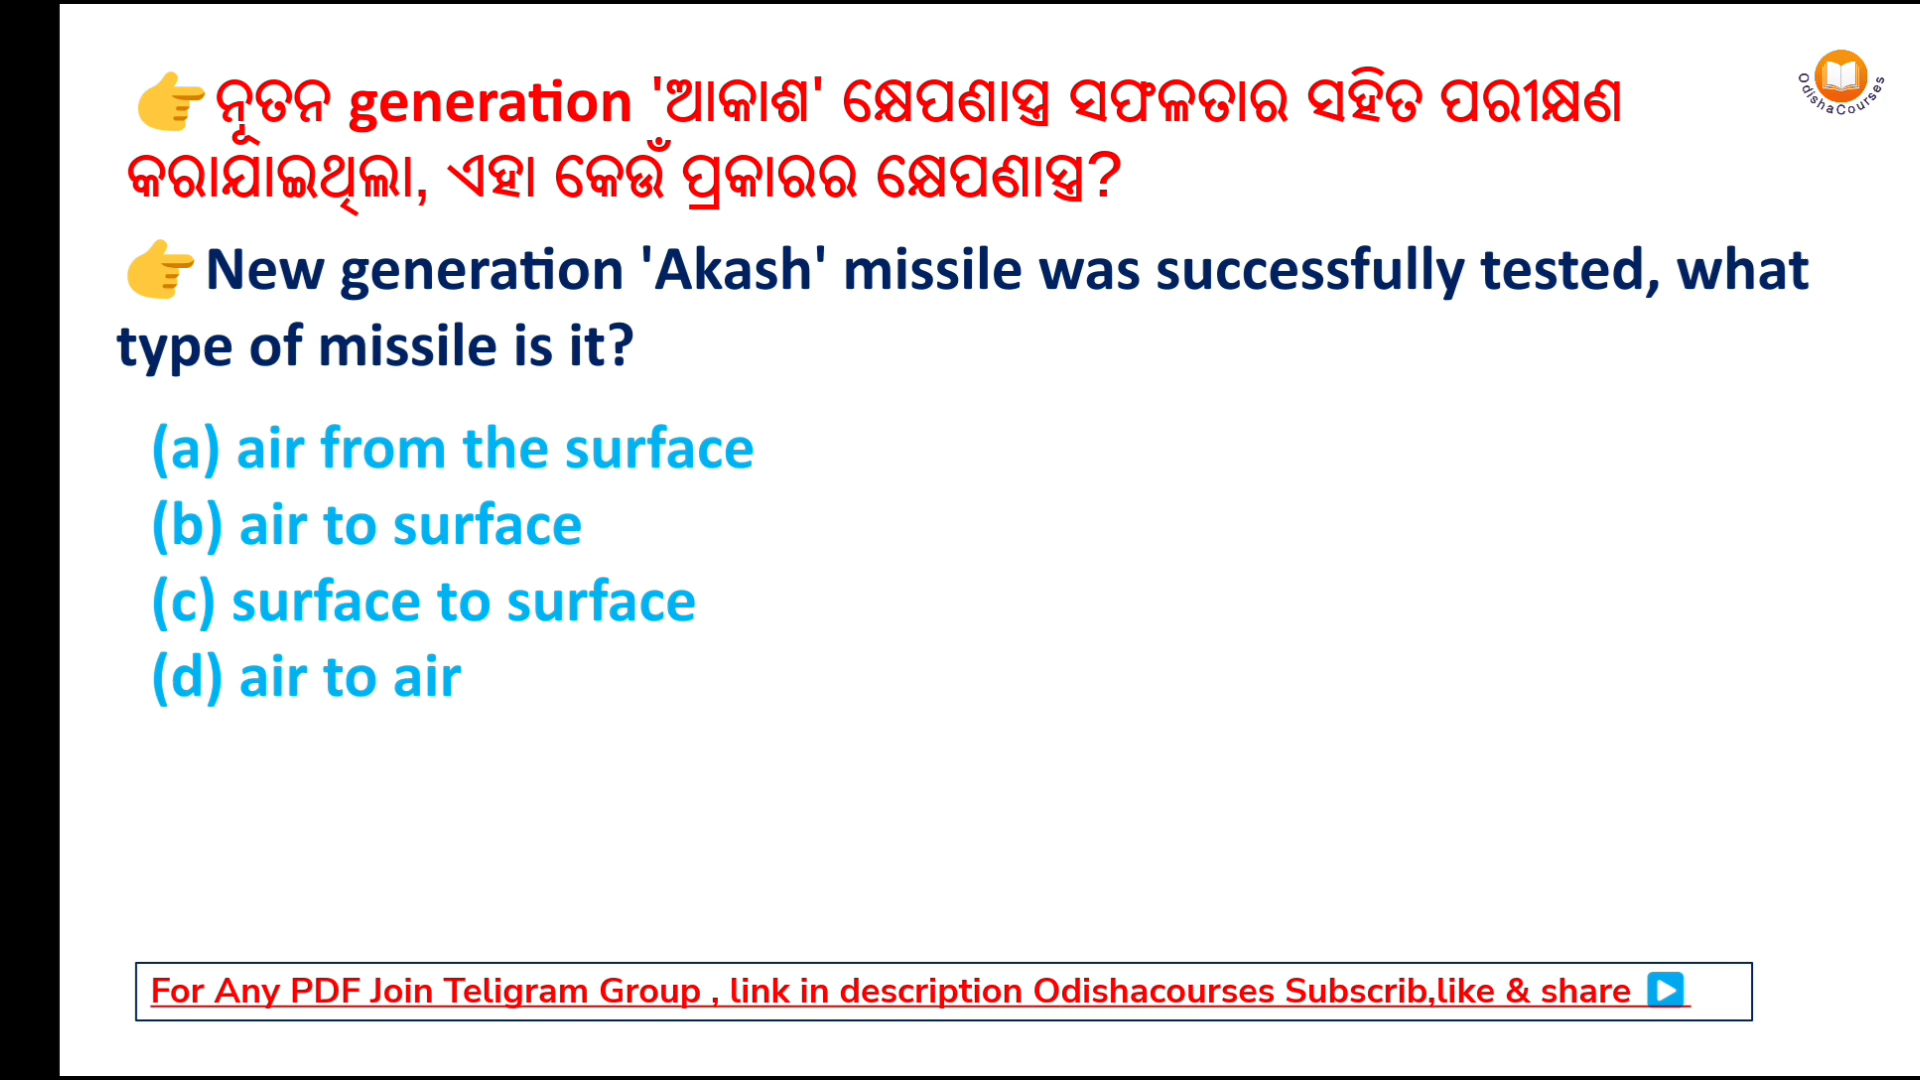 👉ନୂତନ generation 'ଆକାଶ' କ୍ଷେପଣାସ୍ତ୍ର ସଫଳତାର ସହିତ ପରୀକ୍ଷଣ
OdishaCourses
କରାଯାଇଥିଲା, ଏହା କେଉଁ ପ୍ରକାରର କ୍ଷେପଣାସ୍ତ୍ର?
👉New generation 'Akash' missile was successfully tested, what
type of missile is it?
(a) air from the surface
(b) air to surface
(c) surface to surface
(d) air to air
For Any PDF Join Teligram Group , link in description Odishacourses Subscrib,like & share ▶️